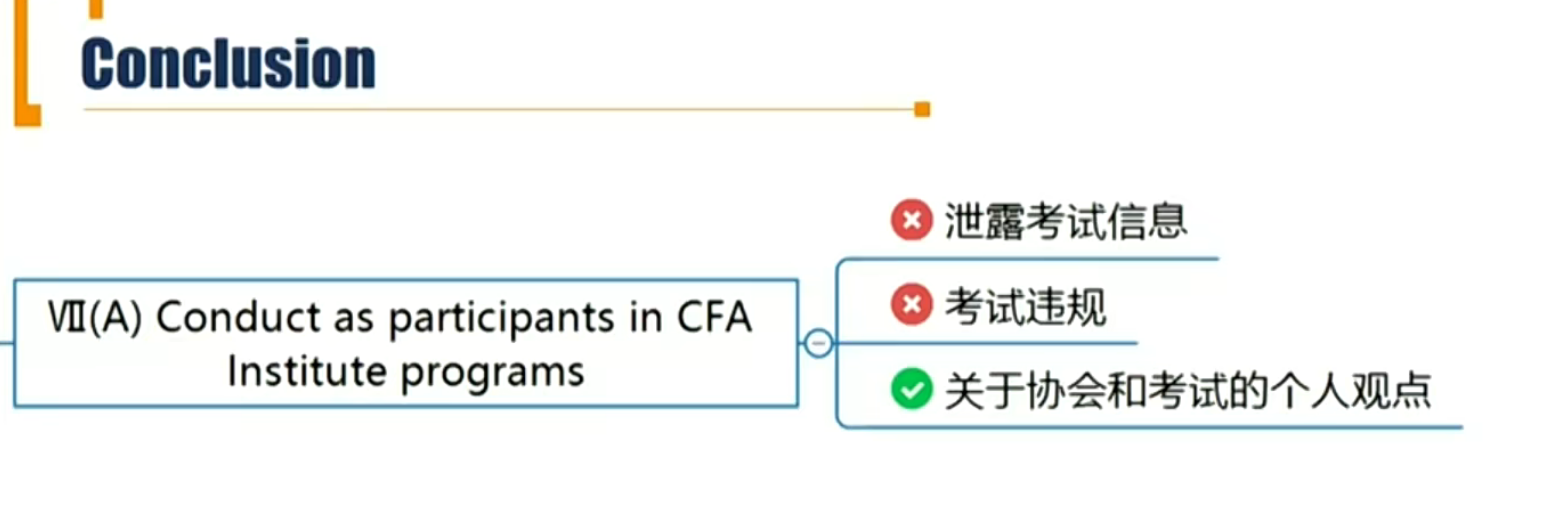 Conclusion
Ⅶ(A) Conduct as participants in CFA
Institute programs
泄露考试信息
考试违规
关于协会和考试的个人观点